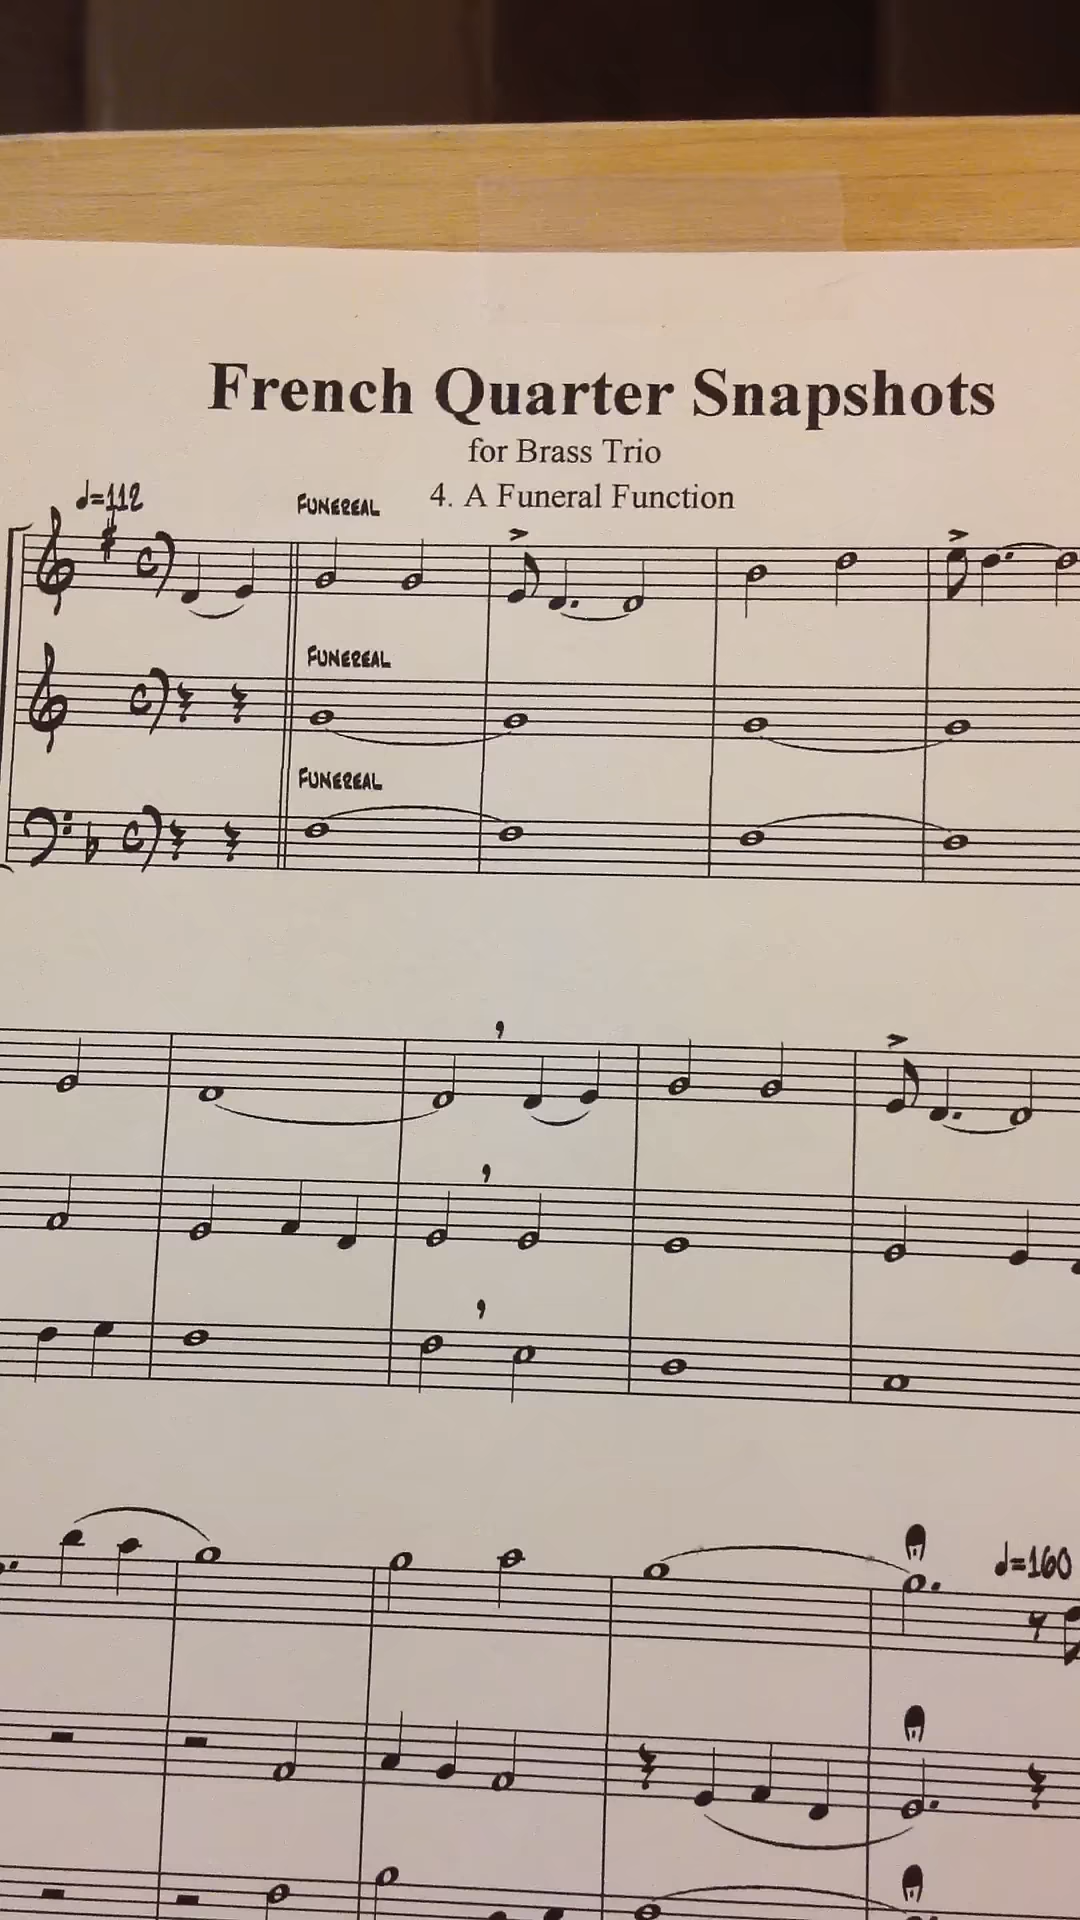 French Quarter Snapshots
for Brass Trio
4. A Funeral Function
𝅗𝅥=112
FUNEREAL
FUNEREAL
FUNEREAL
𝅗𝅥=160